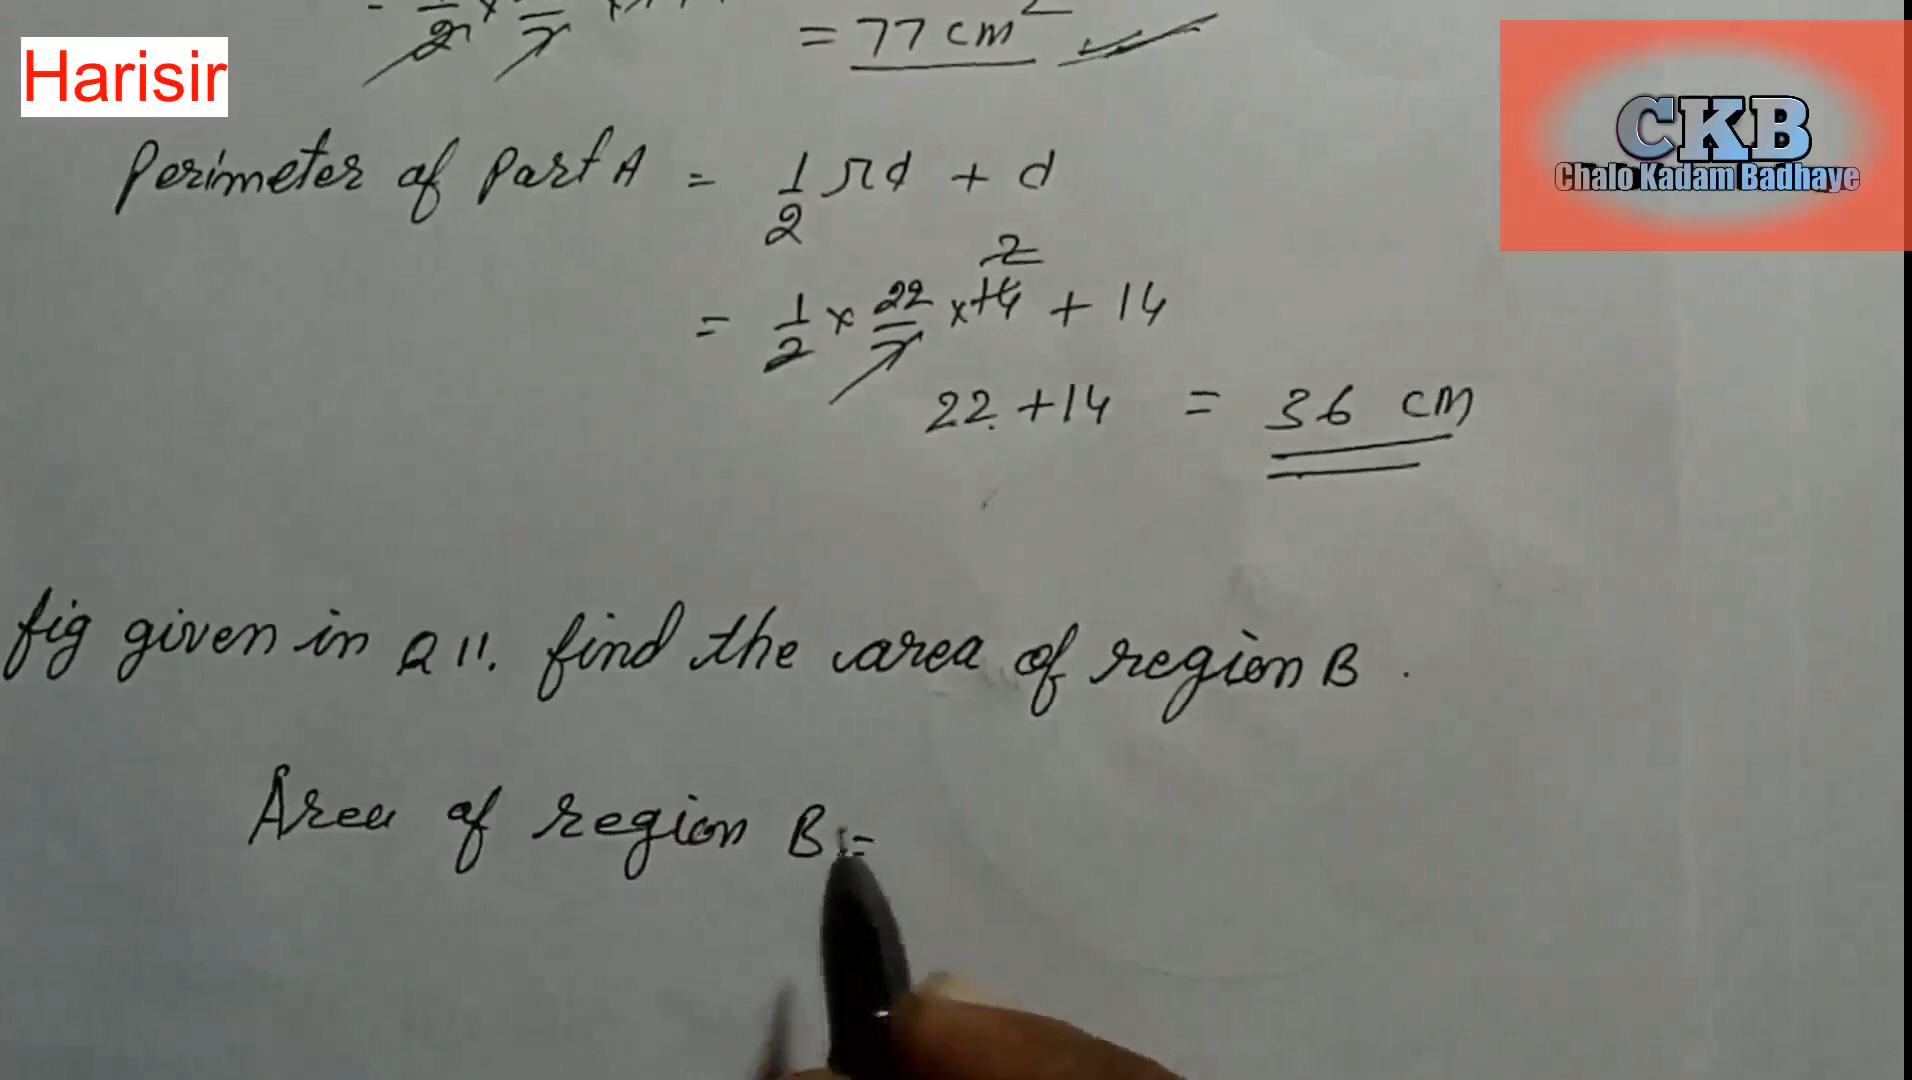 = 77 cm²
Harisir
CKB
Chalo Kadam Badhaye
Perimeter of Part A = 1/2 πd + d
2
= 1/2 × 22/7 × 14 + 14
22 + 14 = 36 cm
fig given in Q 11. find the area of region B.
Area of region B =